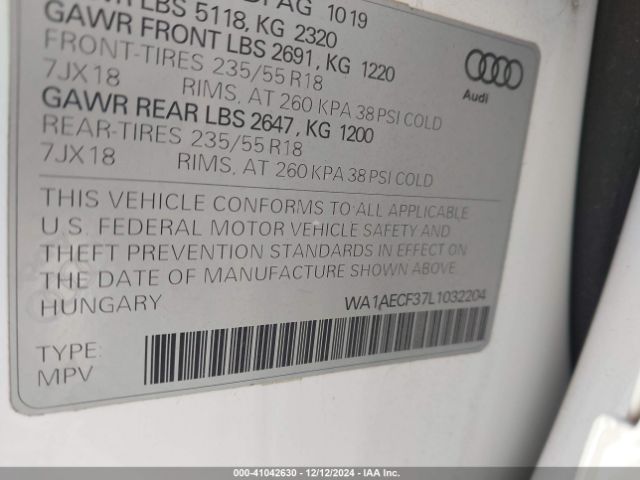 AG 1019
LBS 5118, KG 2320
GAWR FRONT LBS 2691, KG 1220
FRONT-TIRES 235/55 R18
7JX18 RIMS, AT 260 KPA 38 PSI COLD
GAWR REAR LBS 2647, KG 1200
REAR-TIRES 235/55 R18
7JX18 RIMS, AT 260 KPA 38 PSI COLD
Audi
THIS VEHICLE CONFORMS TO ALL APPLICABLE
U.S. FEDERAL MOTOR VEHICLE SAFETY AND
THEFT PREVENTION STANDARDS IN EFFECT ON
THE DATE OF MANUFACTURE SHOWN ABOVE.
HUNGARY WA1AECF37L1032204
TYPE:
MPV
000-41042630 - 12/12/2024 - IAA Inc.